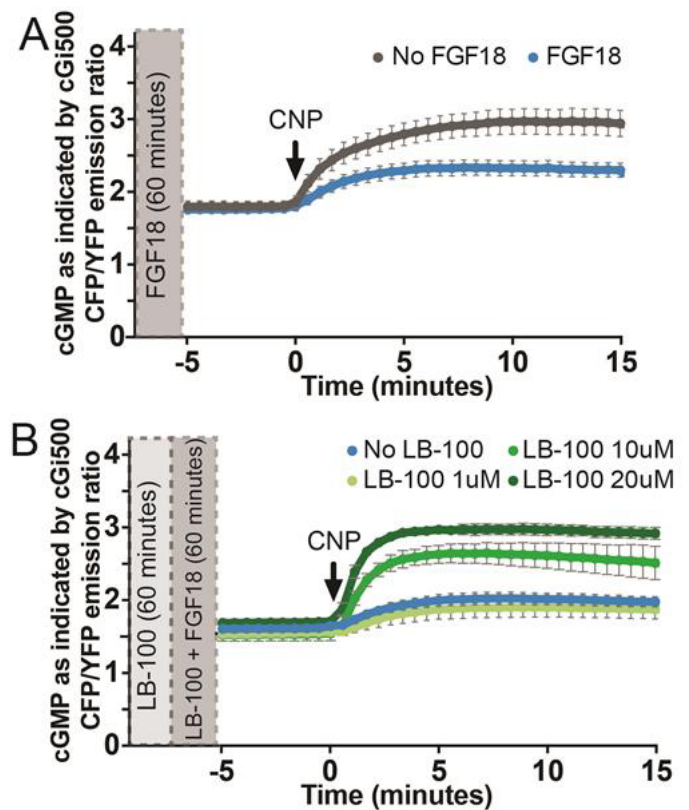 A
cGMP as indicated by cGi500
CFP/YFP emission ratio
4
3
2
1
0
FGF18 (60 minutes)
No FGF18
FGF18
CNP
-5
0
5
10
15
Time (minutes)
B
cGMP as indicated by cGi500
CFP/YFP emission ratio
4
3
2
1
0
LB-100 (60 minutes)
LB-100 + FGF18 (60 minutes)
No LB-100
LB-100 10uM
LB-100 1uM
LB-100 20uM
CNP
-5
0
5
10
15
Time (minutes)